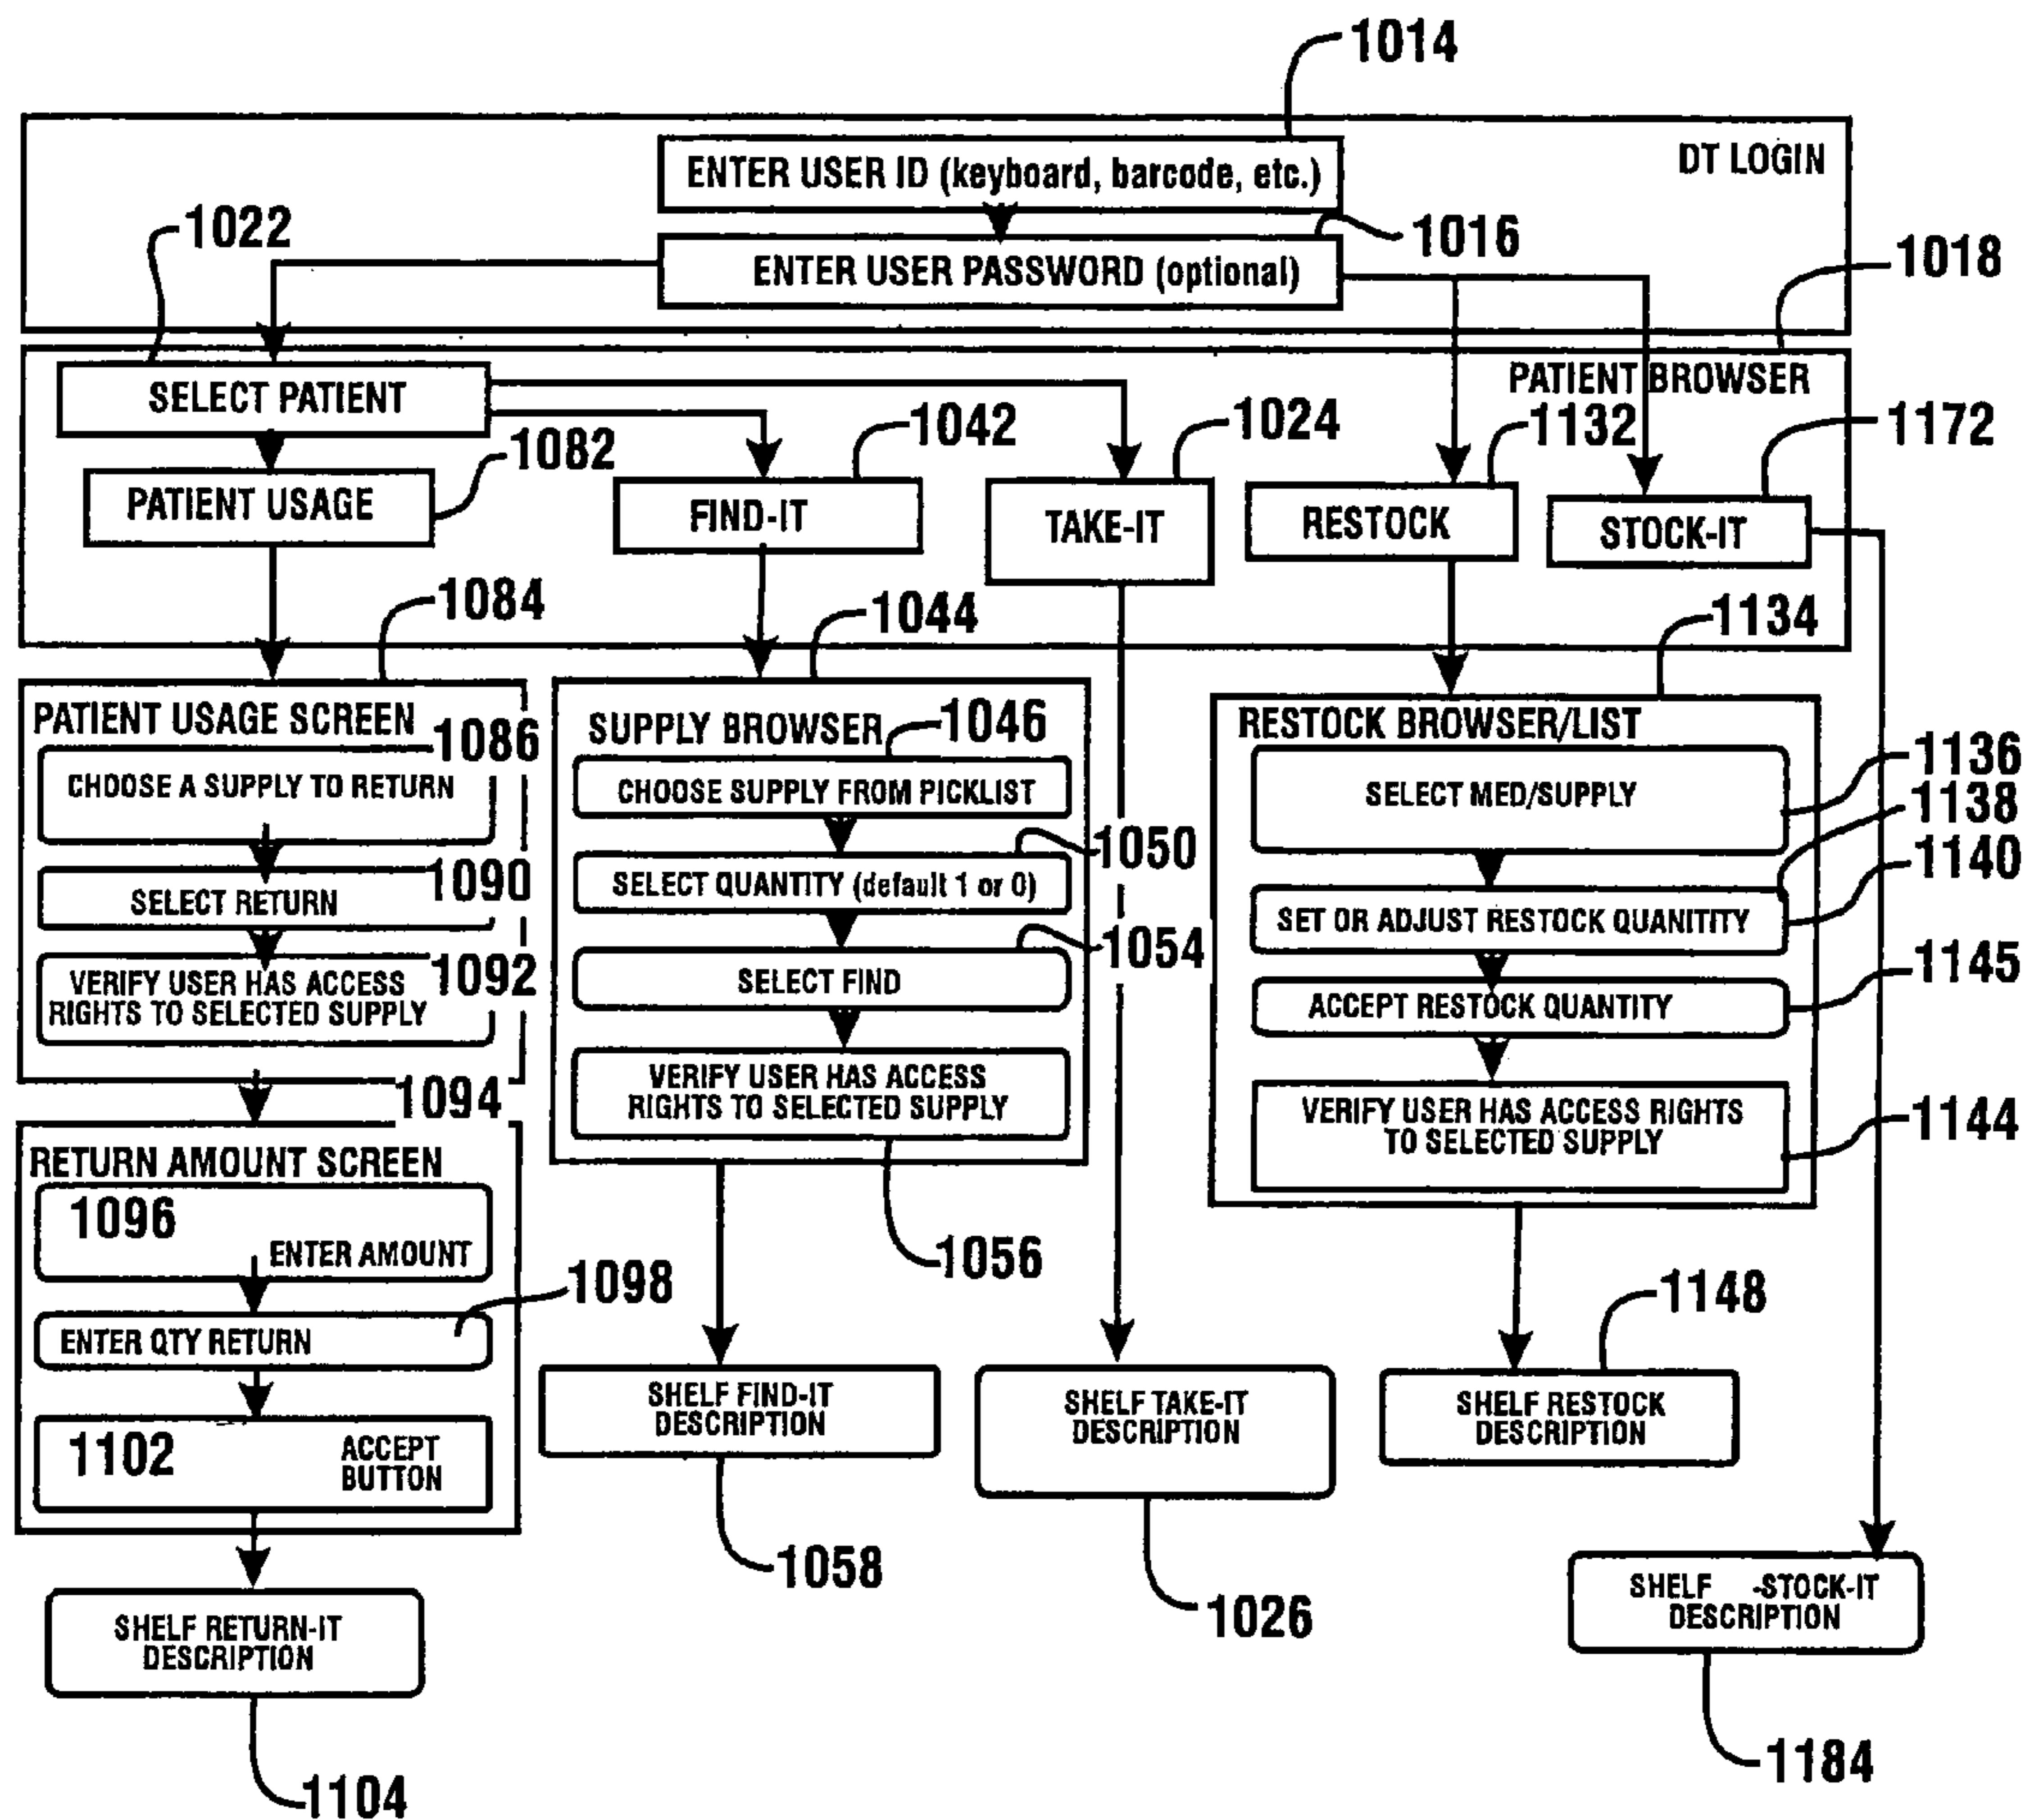 1014
DT LOGIN
ENTER USER ID (keyboard, barcode, etc.)
1022
1016
ENTER USER PASSWORD (optional)
1018
PATIENT BROWSER
SELECT PATIENT
1082
1042
1024
1132
1172
PATIENT USAGE
FIND-IT
TAKE-IT
RESTOCK
STOCK-IT
1084
1044
1134
PATIENT USAGE SCREEN
1086
CHOOSE A SUPPLY TO RETURN
1090
SELECT RETURN
1092
VERIFY USER HAS ACCESS
RIGHTS TO SELECTED SUPPLY
1094
RETURN AMOUNT SCREEN
1096
ENTER AMOUNT
1098
ENTER QTY RETURN
1102
ACCEPT
BUTTON
SHELF RETURN-IT
DESCRIPTION
1104
SUPPLY BROWSER
1046
CHOOSE SUPPLY FROM PICKLIST
1050
SELECT QUANTITY (default 1 or 0)
1054
SELECT FIND
VERIFY USER HAS ACCESS
RIGHTS TO SELECTED SUPPLY
1056
SHELF FIND-IT
DESCRIPTION
1058
SHELF TAKE-IT
DESCRIPTION
1026
RESTOCK BROWSER/LIST
1136
SELECT MED/SUPPLY
1138
1140
SET OR ADJUST RESTOCK QUANITITY
1145
ACCEPT RESTOCK QUANTITY
VERIFY USER HAS ACCESS RIGHTS
TO SELECTED SUPPLY
1144
1148
SHELF RESTOCK
DESCRIPTION
SHELF -STOCK-IT
DESCRIPTION
1184